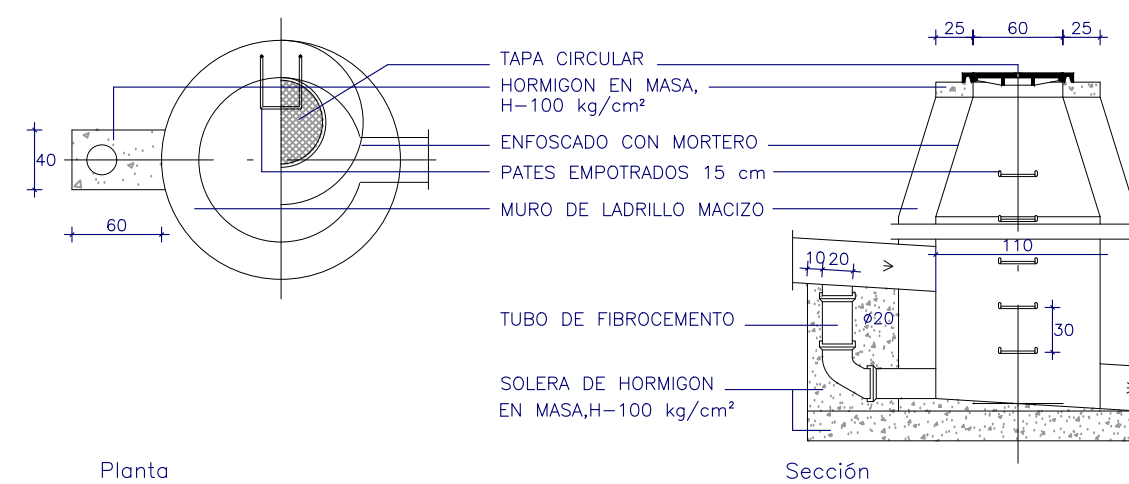 25 60 25
TAPA CIRCULAR
HORMIGON EN MASA,
H-100 kg/cm²
ENFOSCADO CON MORTERO
40
PATES EMPOTRADOS 15 cm
MURO DE LADRILLO MACIZO
60
110
10 20
TUBO DE FIBROCEMENTO
ø20
30
SOLERA DE HORMIGON
EN MASA,H-100 kg/cm²
Planta
Sección